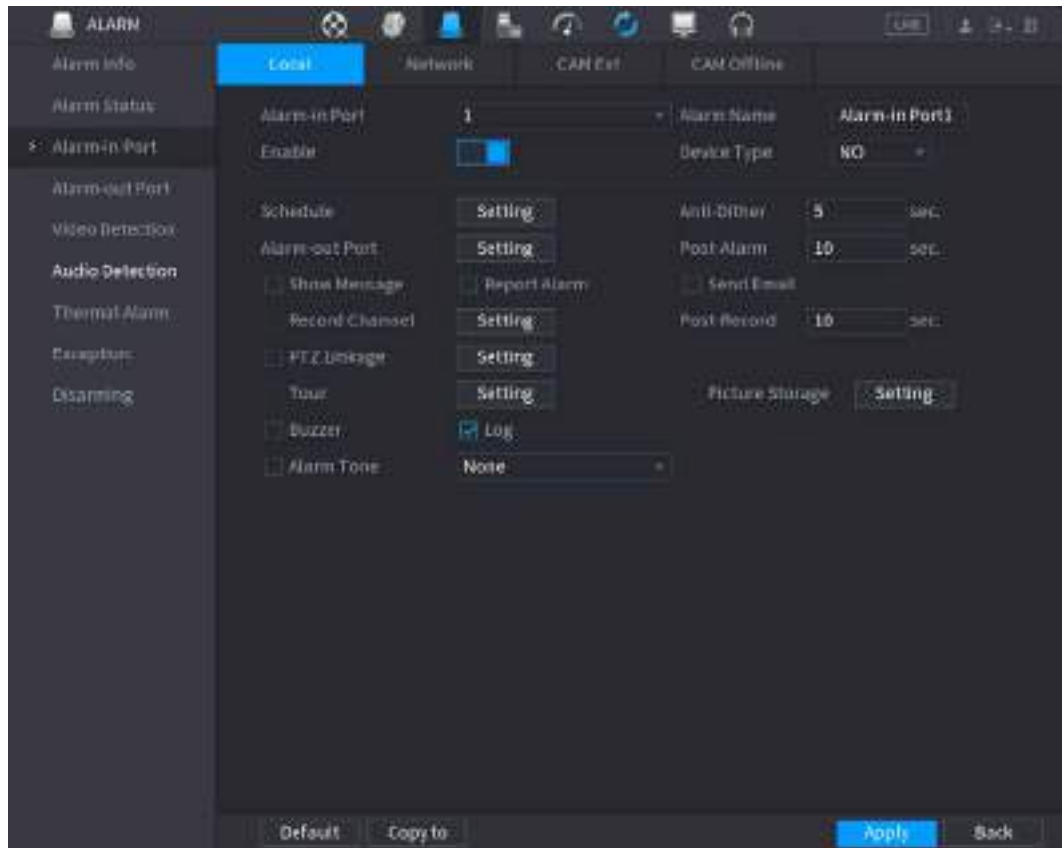 ALARM
LIVE
Alarm Info
Alarm Status
Alarm-in Port
Alarm-out Port
Video Detection
Audio Detection
Thermal Alarm
Exception
Disarming
Local Network CAM Ext CAM Offline
Alarm-in Port 1 Alarm Name Alarm-in Port1
Enable Device Type NO
Schedule Setting Anti-Dither 5 sec.
Alarm-out Port Setting Post-Alarm 10 sec.
Show Message Report Alarm Send Email
Record Channel Setting Post-Record 10 sec.
PTZ Linkage Setting
Tour Setting Picture Storage Setting
Buzzer Log
Alarm Tone None
Default Copy to Apply Back